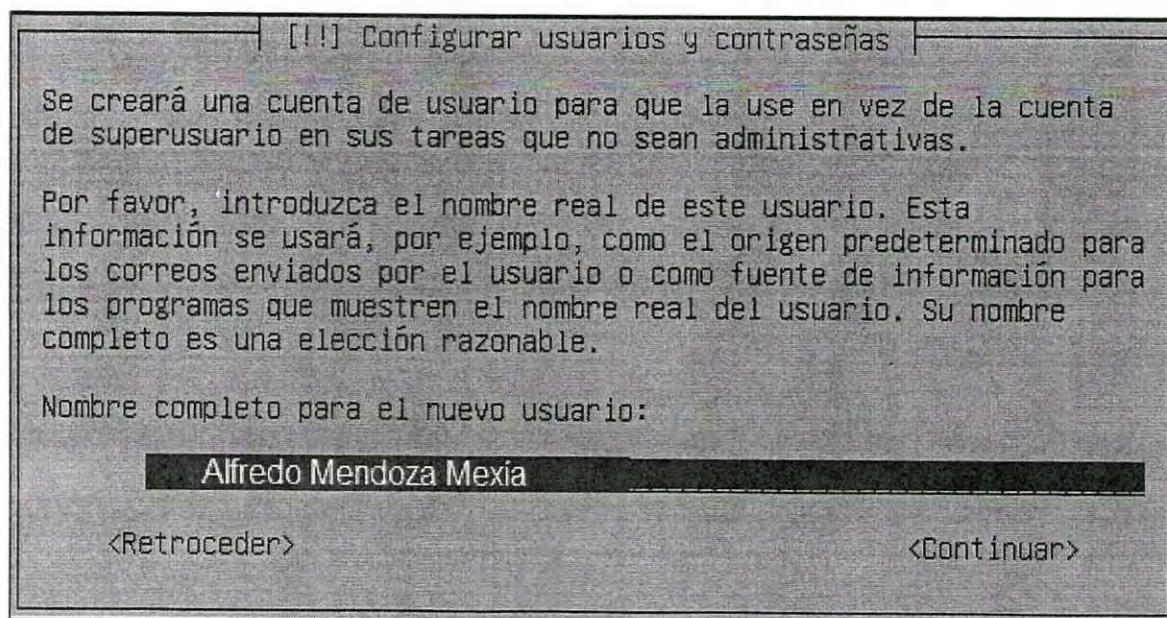 [!!] Configurar usuarios y contraseñas
Se creará una cuenta de usuario para que la use en vez de la cuenta
de superusuario en sus tareas que no sean administrativas.
Por favor, introduzca el nombre real de este usuario. Esta
información se usará, por ejemplo, como el origen predeterminado para
los correos enviados por el usuario o como fuente de información para
los programas que muestren el nombre real del usuario. Su nombre
completo es una elección razonable.
Nombre completo para el nuevo usuario:
Alfredo Mendoza Mexia
<Retroceder> <Continuar>